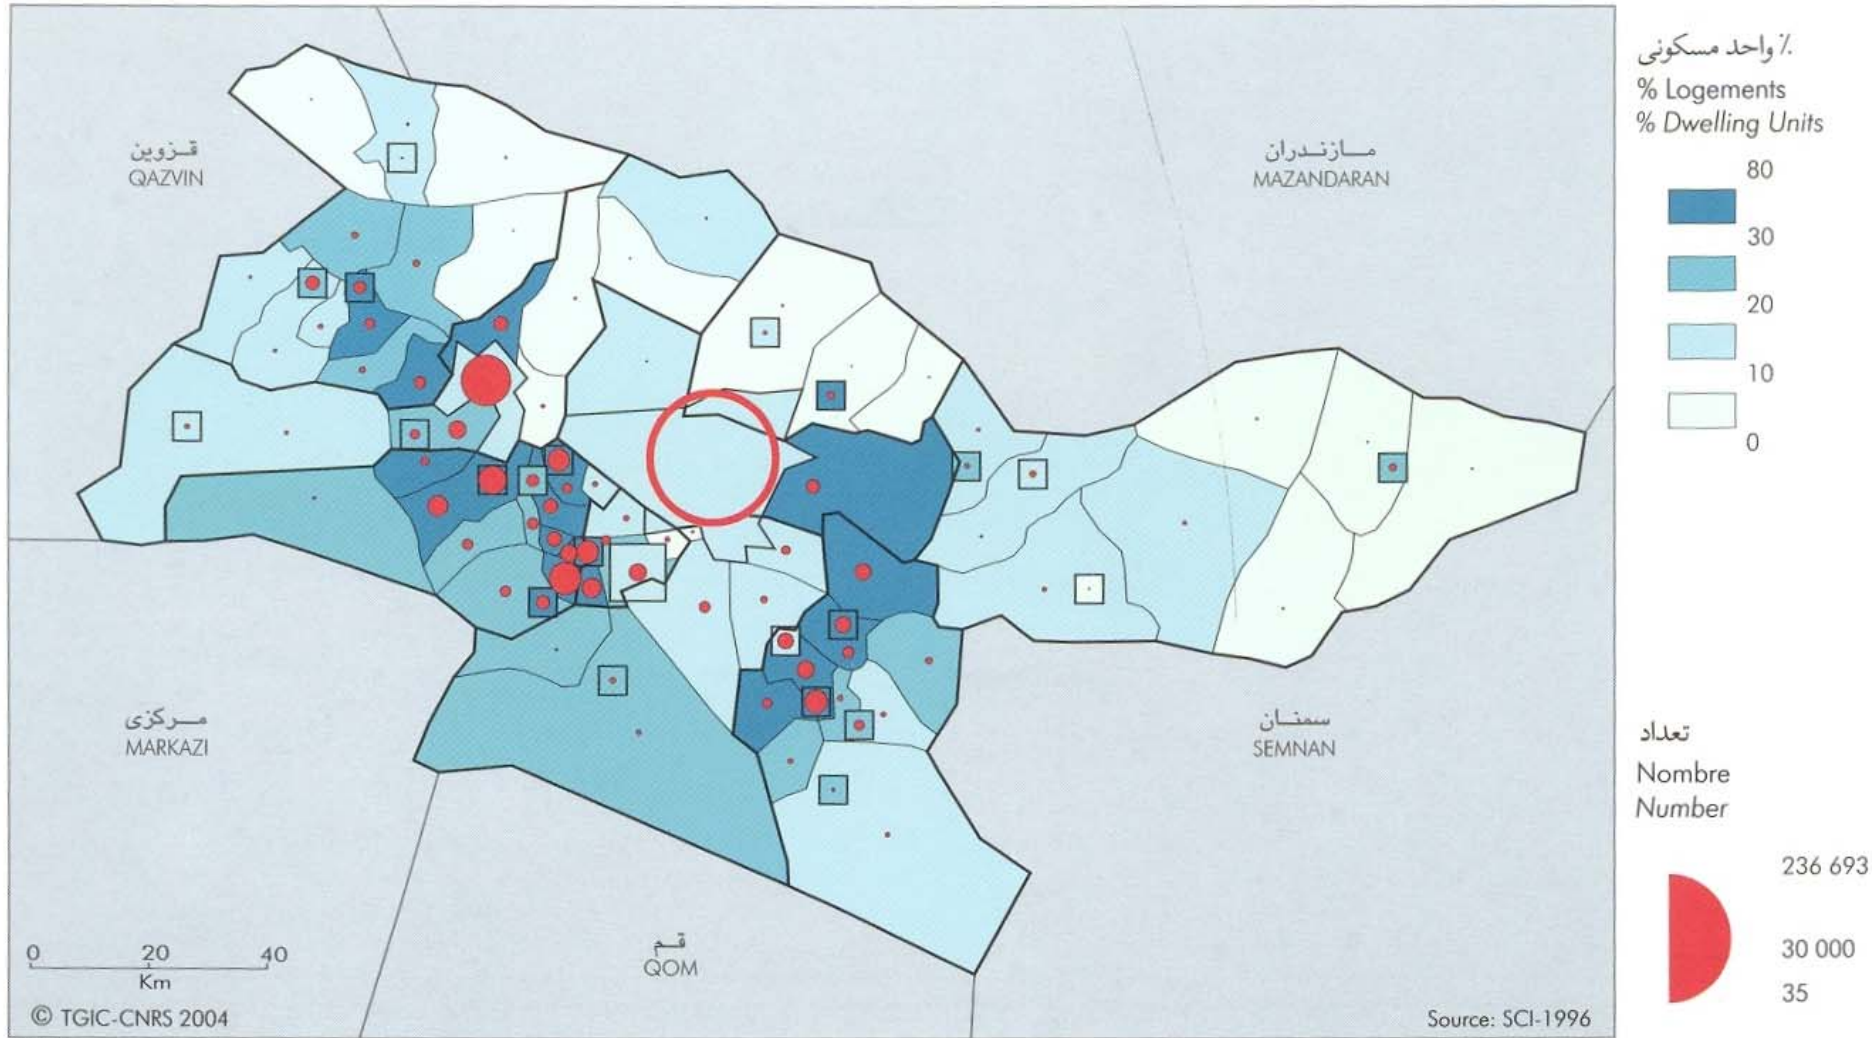 قزوین
QAZVIN
مازندران
MAZANDARAN
مرکزی
MARKAZI
سمنان
SEMNAN
قم
QOM
0 20 40
Km
© TGIC-CNRS 2004
Source: SCI-1996
٪ واحد مسکونی
% Logements
% Dwelling Units
80
30
20
10
0
تعداد
Nombre
Number
236 693
30 000
35